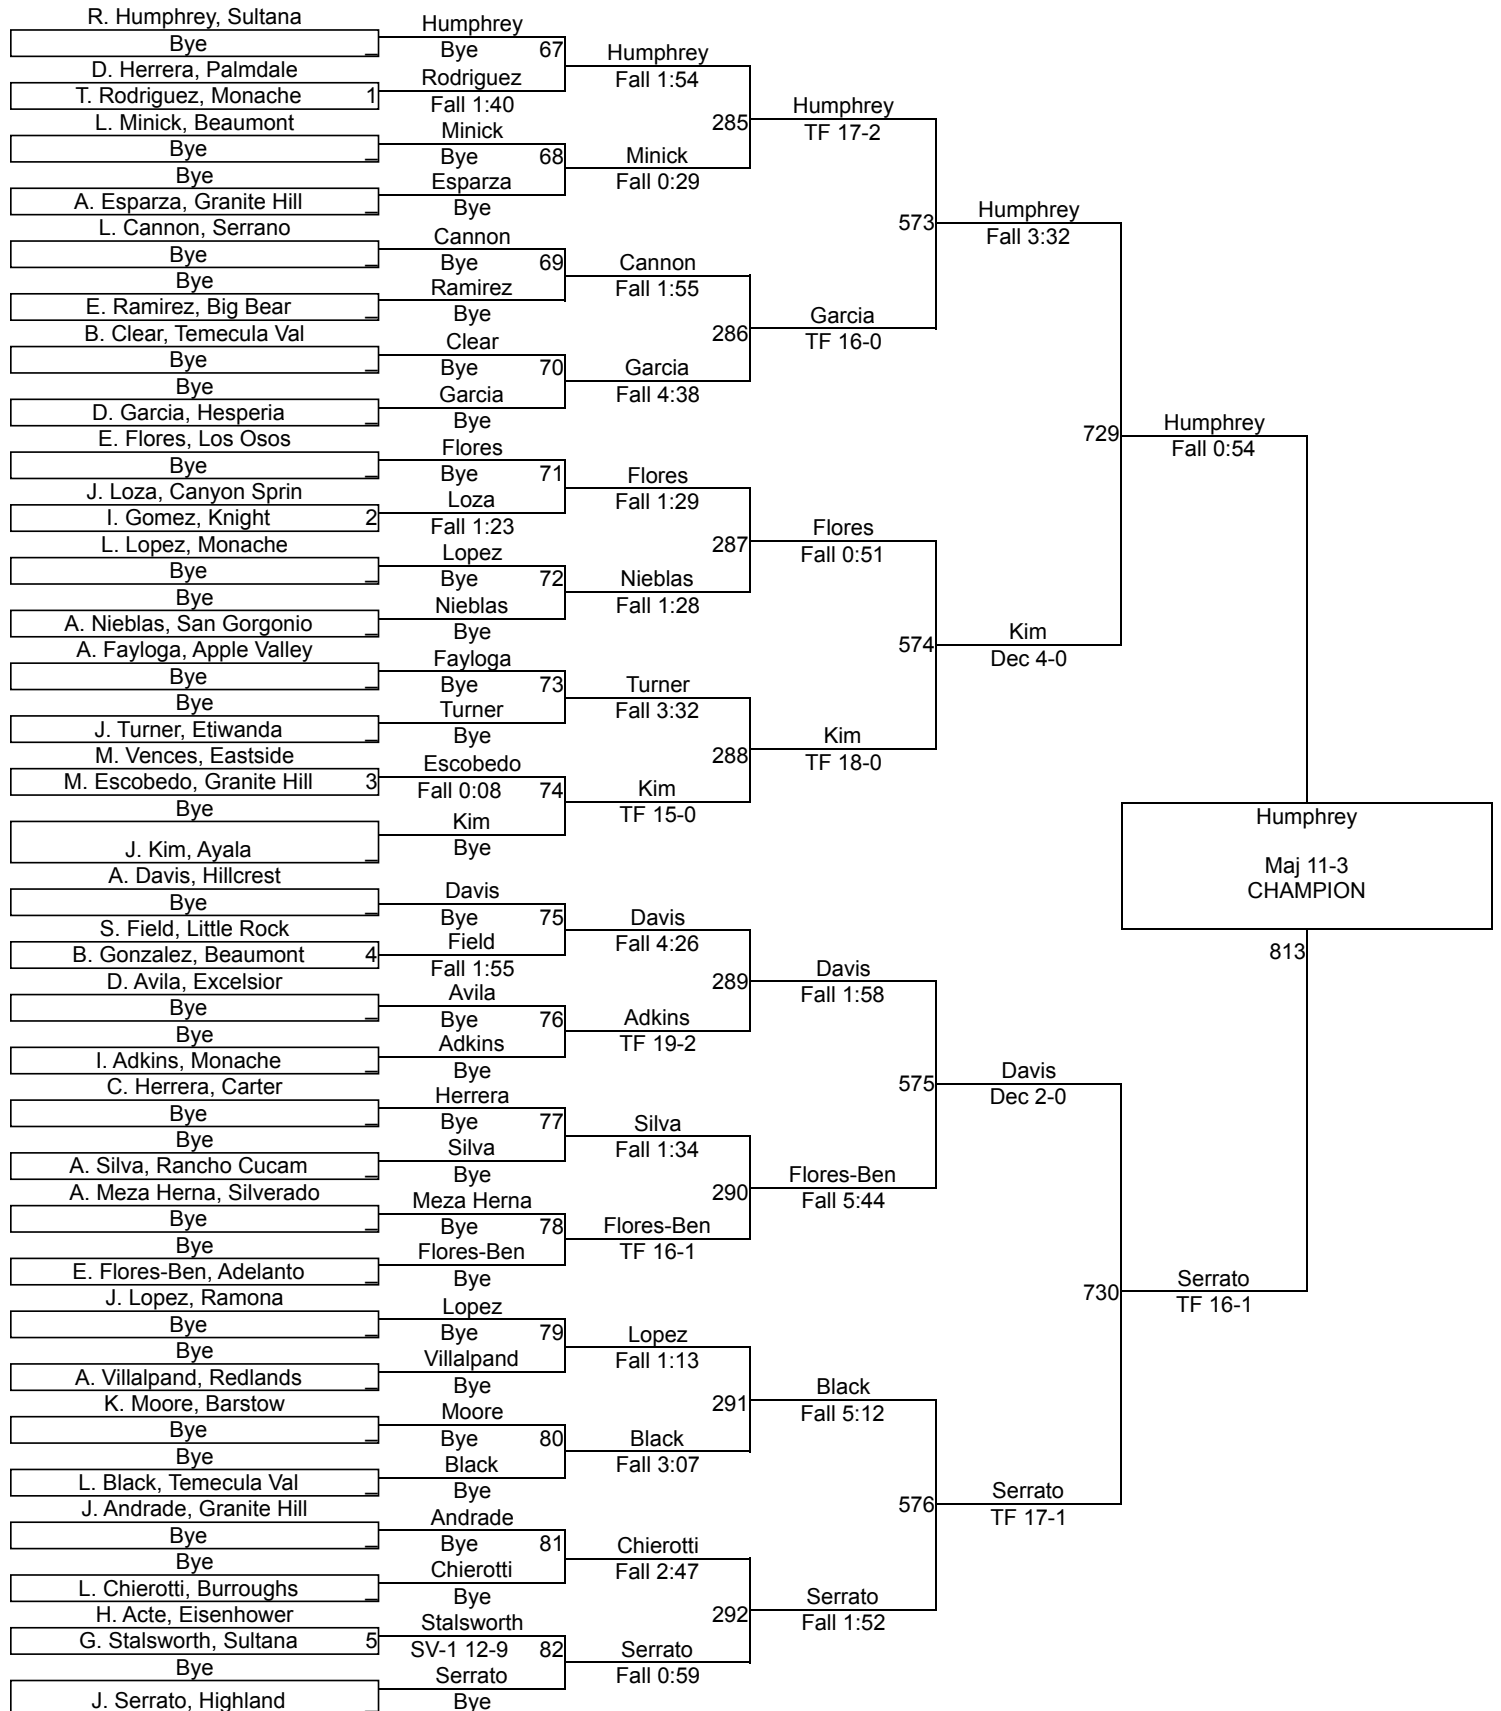 R. Humphrey, Sultana
Bye _
D. Herrera, Palmdale
T. Rodriguez, Monache 1
L. Minick, Beaumont
Bye _
Bye
A. Esparza, Granite Hill _
L. Cannon, Serrano
Bye _
Bye
E. Ramirez, Big Bear _
B. Clear, Temecula Val
Bye _
Bye
D. Garcia, Hesperia _
E. Flores, Los Osos
Bye _
J. Loza, Canyon Sprin
I. Gomez, Knight 2
L. Lopez, Monache
Bye _
Bye
A. Nieblas, San Gorgonio _
A. Fayloga, Apple Valley
Bye _
Bye
J. Turner, Etiwanda _
M. Vences, Eastside
M. Escobedo, Granite Hill 3
Bye
J. Kim, Ayala _
A. Davis, Hillcrest
Bye _
S. Field, Little Rock
B. Gonzalez, Beaumont 4
D. Avila, Excelsior
Bye _
Bye
I. Adkins, Monache _
C. Herrera, Carter
Bye _
Bye
A. Silva, Rancho Cucam _
A. Meza Herna, Silverado
Bye _
Bye
E. Flores-Ben, Adelanto _
J. Lopez, Ramona
Bye _
Bye
A. Villalpand, Redlands _
K. Moore, Barstow
Bye _
Bye
L. Black, Temecula Val _
J. Andrade, Granite Hill
Bye _
Bye
L. Chierotti, Burroughs _
H. Acte, Eisenhower
G. Stalsworth, Sultana 5
Bye
J. Serrato, Highland _
Humphrey
Bye 67
Rodriguez
Fall 1:40
Minick
Bye 68
Esparza
Bye
Cannon
Bye 69
Ramirez
Bye
Clear
Bye 70
Garcia
Bye
Flores
Bye 71
Loza
Fall 1:23
Lopez
Bye 72
Nieblas
Bye
Fayloga
Bye 73
Turner
Bye
Escobedo
Fall 0:08 74
Kim
Bye
Davis
Bye 75
Field
Fall 1:55
Avila
Bye 76
Adkins
Bye
Herrera
Bye 77
Silva
Bye
Meza Herna
Bye 78
Flores-Ben
Bye
Lopez
Bye 79
Villalpand
Bye
Moore
Bye 80
Black
Bye
Andrade
Bye 81
Chierotti
Bye
Stalsworth
SV-1 12-9 82
Serrato
Bye
Humphrey
Fall 1:54
285
Minick
Fall 0:29
Cannon
Fall 1:55
286
Garcia
Fall 4:38
Flores
Fall 1:29
287
Nieblas
Fall 1:28
Turner
Fall 3:32
288
Kim
TF 15-0
Davis
Fall 4:26
289
Adkins
TF 19-2
Silva
Fall 1:34
290
Flores-Ben
TF 16-1
Lopez
Fall 1:13
291
Black
Fall 3:07
Chierotti
Fall 2:47
292
Serrato
Fall 0:59
Humphrey
TF 17-2
573
Garcia
TF 16-0
Flores
Fall 0:51
574
Kim
TF 18-0
Davis
Fall 1:58
575
Flores-Ben
Fall 5:44
Black
Fall 5:12
576
Serrato
Fall 1:52
Humphrey
Fall 3:32
729
Kim
Dec 4-0
Davis
Dec 2-0
730
Serrato
TF 17-1
Humphrey
Fall 0:54
Humphrey
Maj 11-3
CHAMPION
813
Serrato
TF 16-1